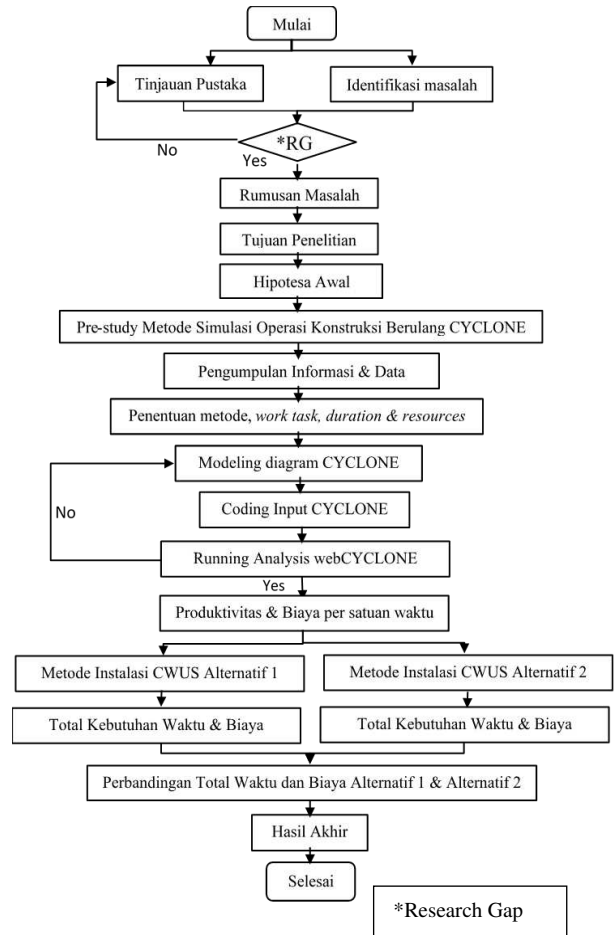 Mulai
Tinjauan Pustaka
Identifikasi masalah
*RG
No
Yes
Rumusan Masalah
Tujuan Penelitian
Hipotesa Awal
Pre-study Metode Simulasi Operasi Konstruksi Berulang CYCLONE
Pengumpulan Informasi & Data
Penentuan metode, work task, duration & resources
Modeling diagram CYCLONE
No
Coding Input CYCLONE
Running Analysis webCYCLONE
Yes
Produktivitas & Biaya per satuan waktu
Metode Instalasi CWUS Alternatif 1
Metode Instalasi CWUS Alternatif 2
Total Kebutuhan Waktu & Biaya
Total Kebutuhan Waktu & Biaya
Perbandingan Total Waktu dan Biaya Alternatif 1 & Alternatif 2
Hasil Akhir
Selesai
*Research Gap